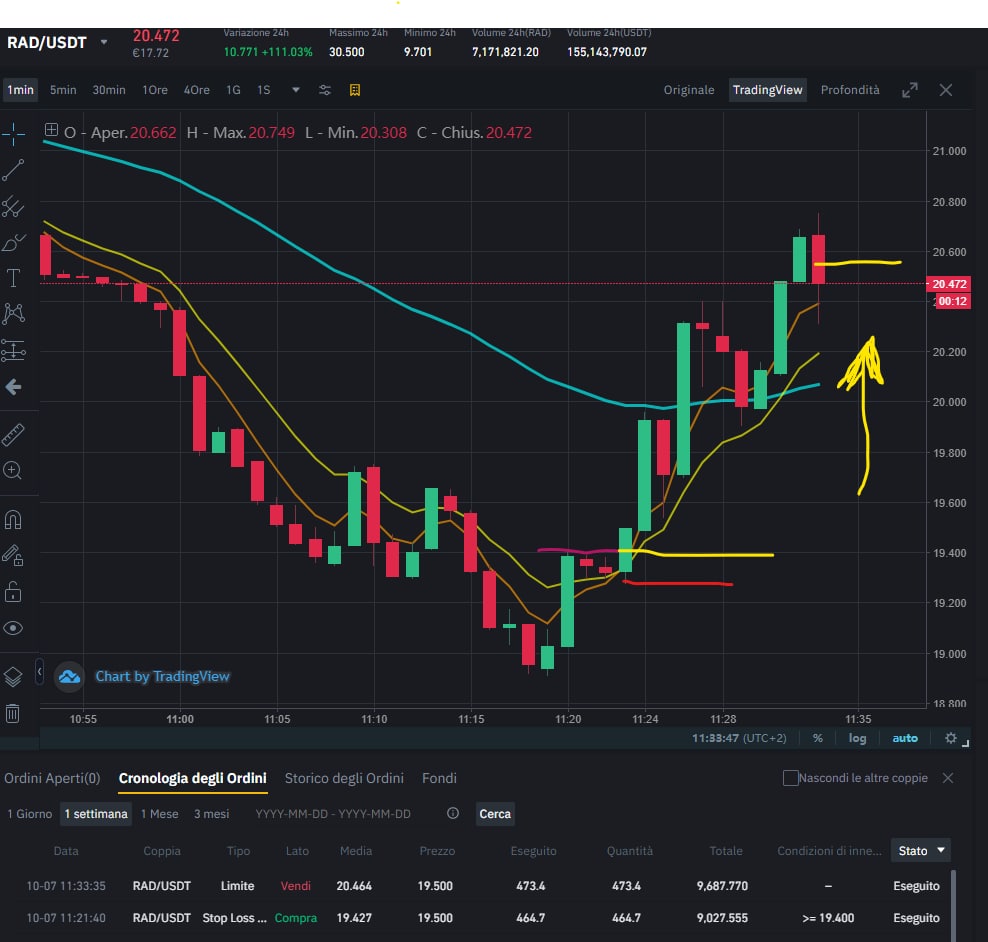 RAD/USDT 20.472 Variazione 24h Massimo 24h Minimo 24h Volume 24h(RAD) Volume 24h(USDT)
€17.72 10.771 +111.03% 30.500 9.701 7,171,821.20 155,143,790.07
1min 5min 30min 1Ore 4Ore 1G 1S Originale TradingView Profondità
O - Aper. 20.662 H - Max. 20.749 L - Min. 20.308 C - Chius. 20.472
21.000
20.800
20.600
20.472
00:12
20.200
20.000
19.800
19.600
19.400
19.200
19.000
18.800
Chart by TradingView
10:55 11:00 11:05 11:10 11:15 11:20 11:24 11:28 11:35
11:33:47 (UTC+2) % log auto
Ordini Aperti(0) Cronologia degli Ordini Storico degli Ordini Fondi Nascondi le altre coppie
1 Giorno 1 settimana 1 Mese 3 mesi YYYY-MM-DD - YYYY-MM-DD Cerca
Data Coppia Tipo Lato Media Prezzo Eseguito Quantità Totale Condizioni di inne... Stato
10-07 11:33:35 RAD/USDT Limite Vendi 20.464 19.500 473.4 473.4 9,687.770 – Eseguito
10-07 11:21:40 RAD/USDT Stop Loss ... Compra 19.427 19.500 464.7 464.7 9,027.555 >= 19.400 Eseguito